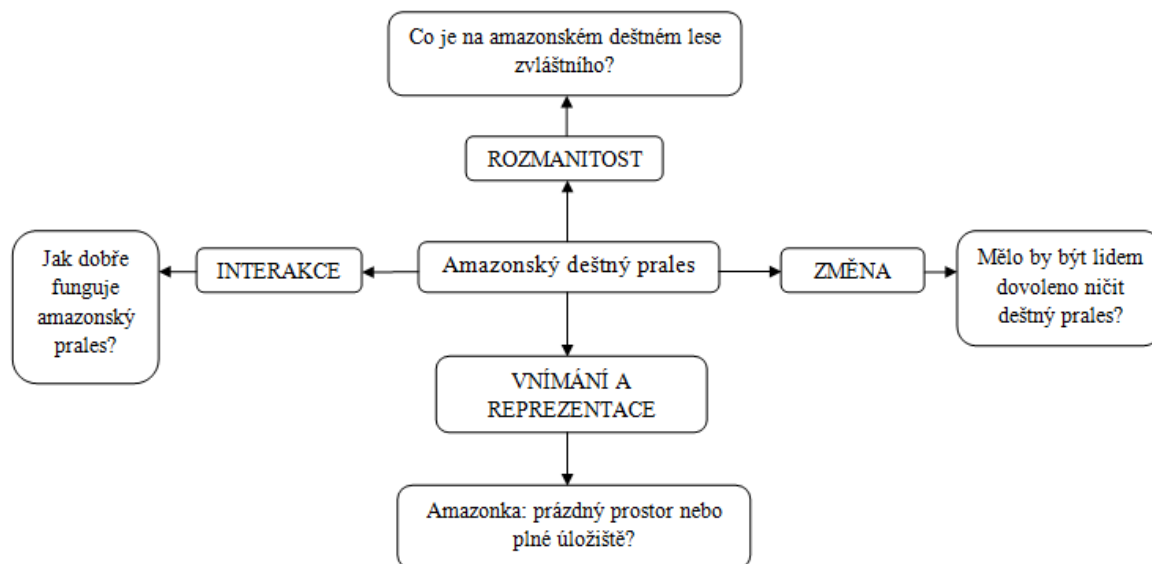 Co je na amazonském deštném lese
zvláštního?
ROZMANITOST
Jak dobře
funguje
amazonský
prales?
INTERAKCE
Amazonský deštný prales
ZMĚNA
Mělo by být lidem
dovoleno ničit
deštný prales?
VNÍMÁNÍ A
REPREZENTACE
Amazonka: prázdný prostor nebo
plné úložiště?